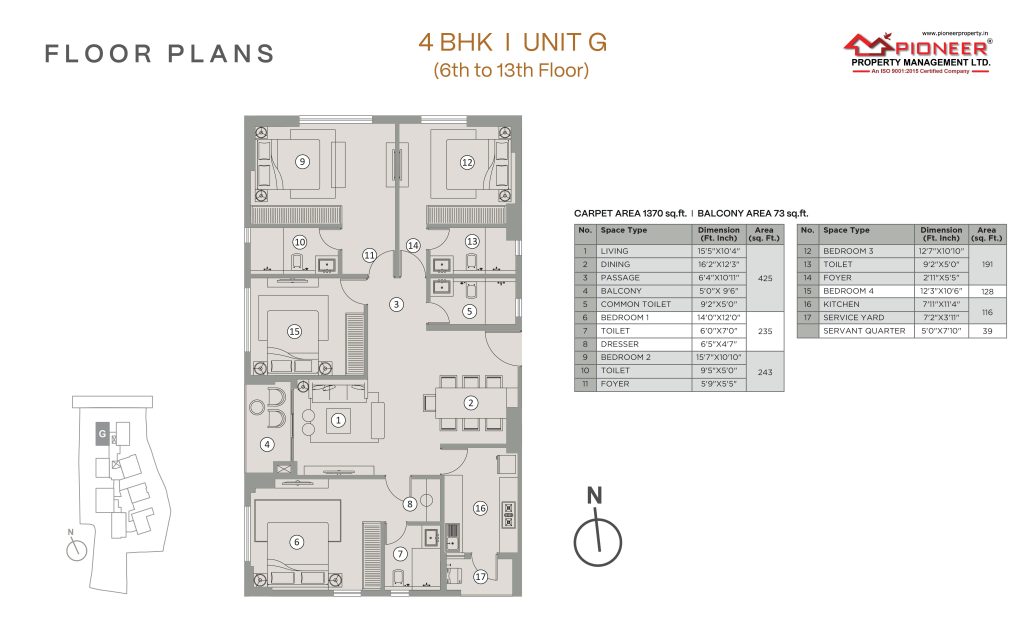 FLOOR PLANS
4 BHK I UNIT G
(6th to 13th Floor)
www.pioneerproperty.in
PIONEER®
PROPERTY MANAGEMENT LTD.
An ISO 9001:2015 Certified Company
CARPET AREA 1370 sq.ft. I BALCONY AREA 73 sq.ft.
No. Space Type Dimension (Ft. Inch) Area (sq. Ft.)
1 LIVING 15'5"X10'4"
2 DINING 16'2"X12'3"
3 PASSAGE 6'4"X10'11" 425
4 BALCONY 5'0"X 9'6"
5 COMMON TOILET 9'2"X5'0"
6 BEDROOM 1 14'0"X12'0"
7 TOILET 6'0"X7'0" 235
8 DRESSER 6'5"X4'7"
9 BEDROOM 2 15'7"X10'10"
10 TOILET 9'5"X5'0" 243
11 FOYER 5'9"X5'5"
No. Space Type Dimension (Ft. Inch) Area (sq. Ft.)
12 BEDROOM 3 12'7"X10'10"
13 TOILET 9'2"X5'0" 191
14 FOYER 2'11"X5'5"
15 BEDROOM 4 12'3"X10'6" 128
16 KITCHEN 7'11"X11'4" 116
17 SERVICE YARD 7'2"X3'11"
SERVANT QUARTER 5'0"X7'10" 39
9
12
10
11
14
13
3
5
15
1
2
4
8
16
6
7
17
G
N
N